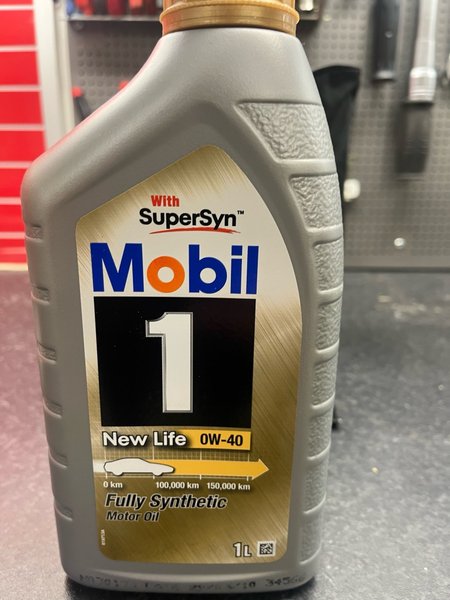 With
SuperSyn™
Mobil
1
New Life 0W-40
0 km 100,000 km 150,000 km
Fully Synthetic
Motor Oil
1L